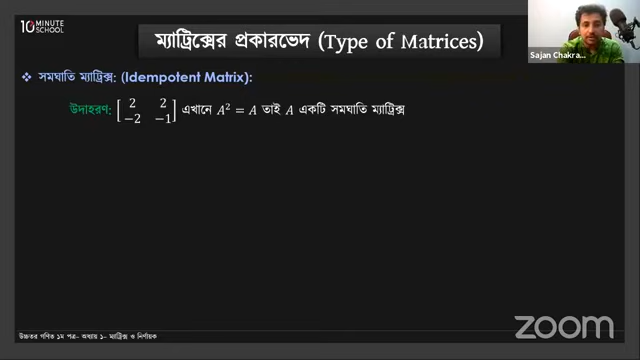 10 MINUTE SCHOOL
ম্যাট্রিক্সের প্রকারভেদ (Type of Matrices)
Sajan Chakra...
❖ সমঘাতি ম্যাট্রিক্স: (Idempotent Matrix):
উদাহরণ: [2 2
−2 −1] এখানে A² = A তাই A একটি সমঘাতি ম্যাট্রিক্স
উচ্চতর গণিত ১ম পত্র- অধ্যায় ১- ম্যাট্রিক্স ও নির্ণায়ক
zoom